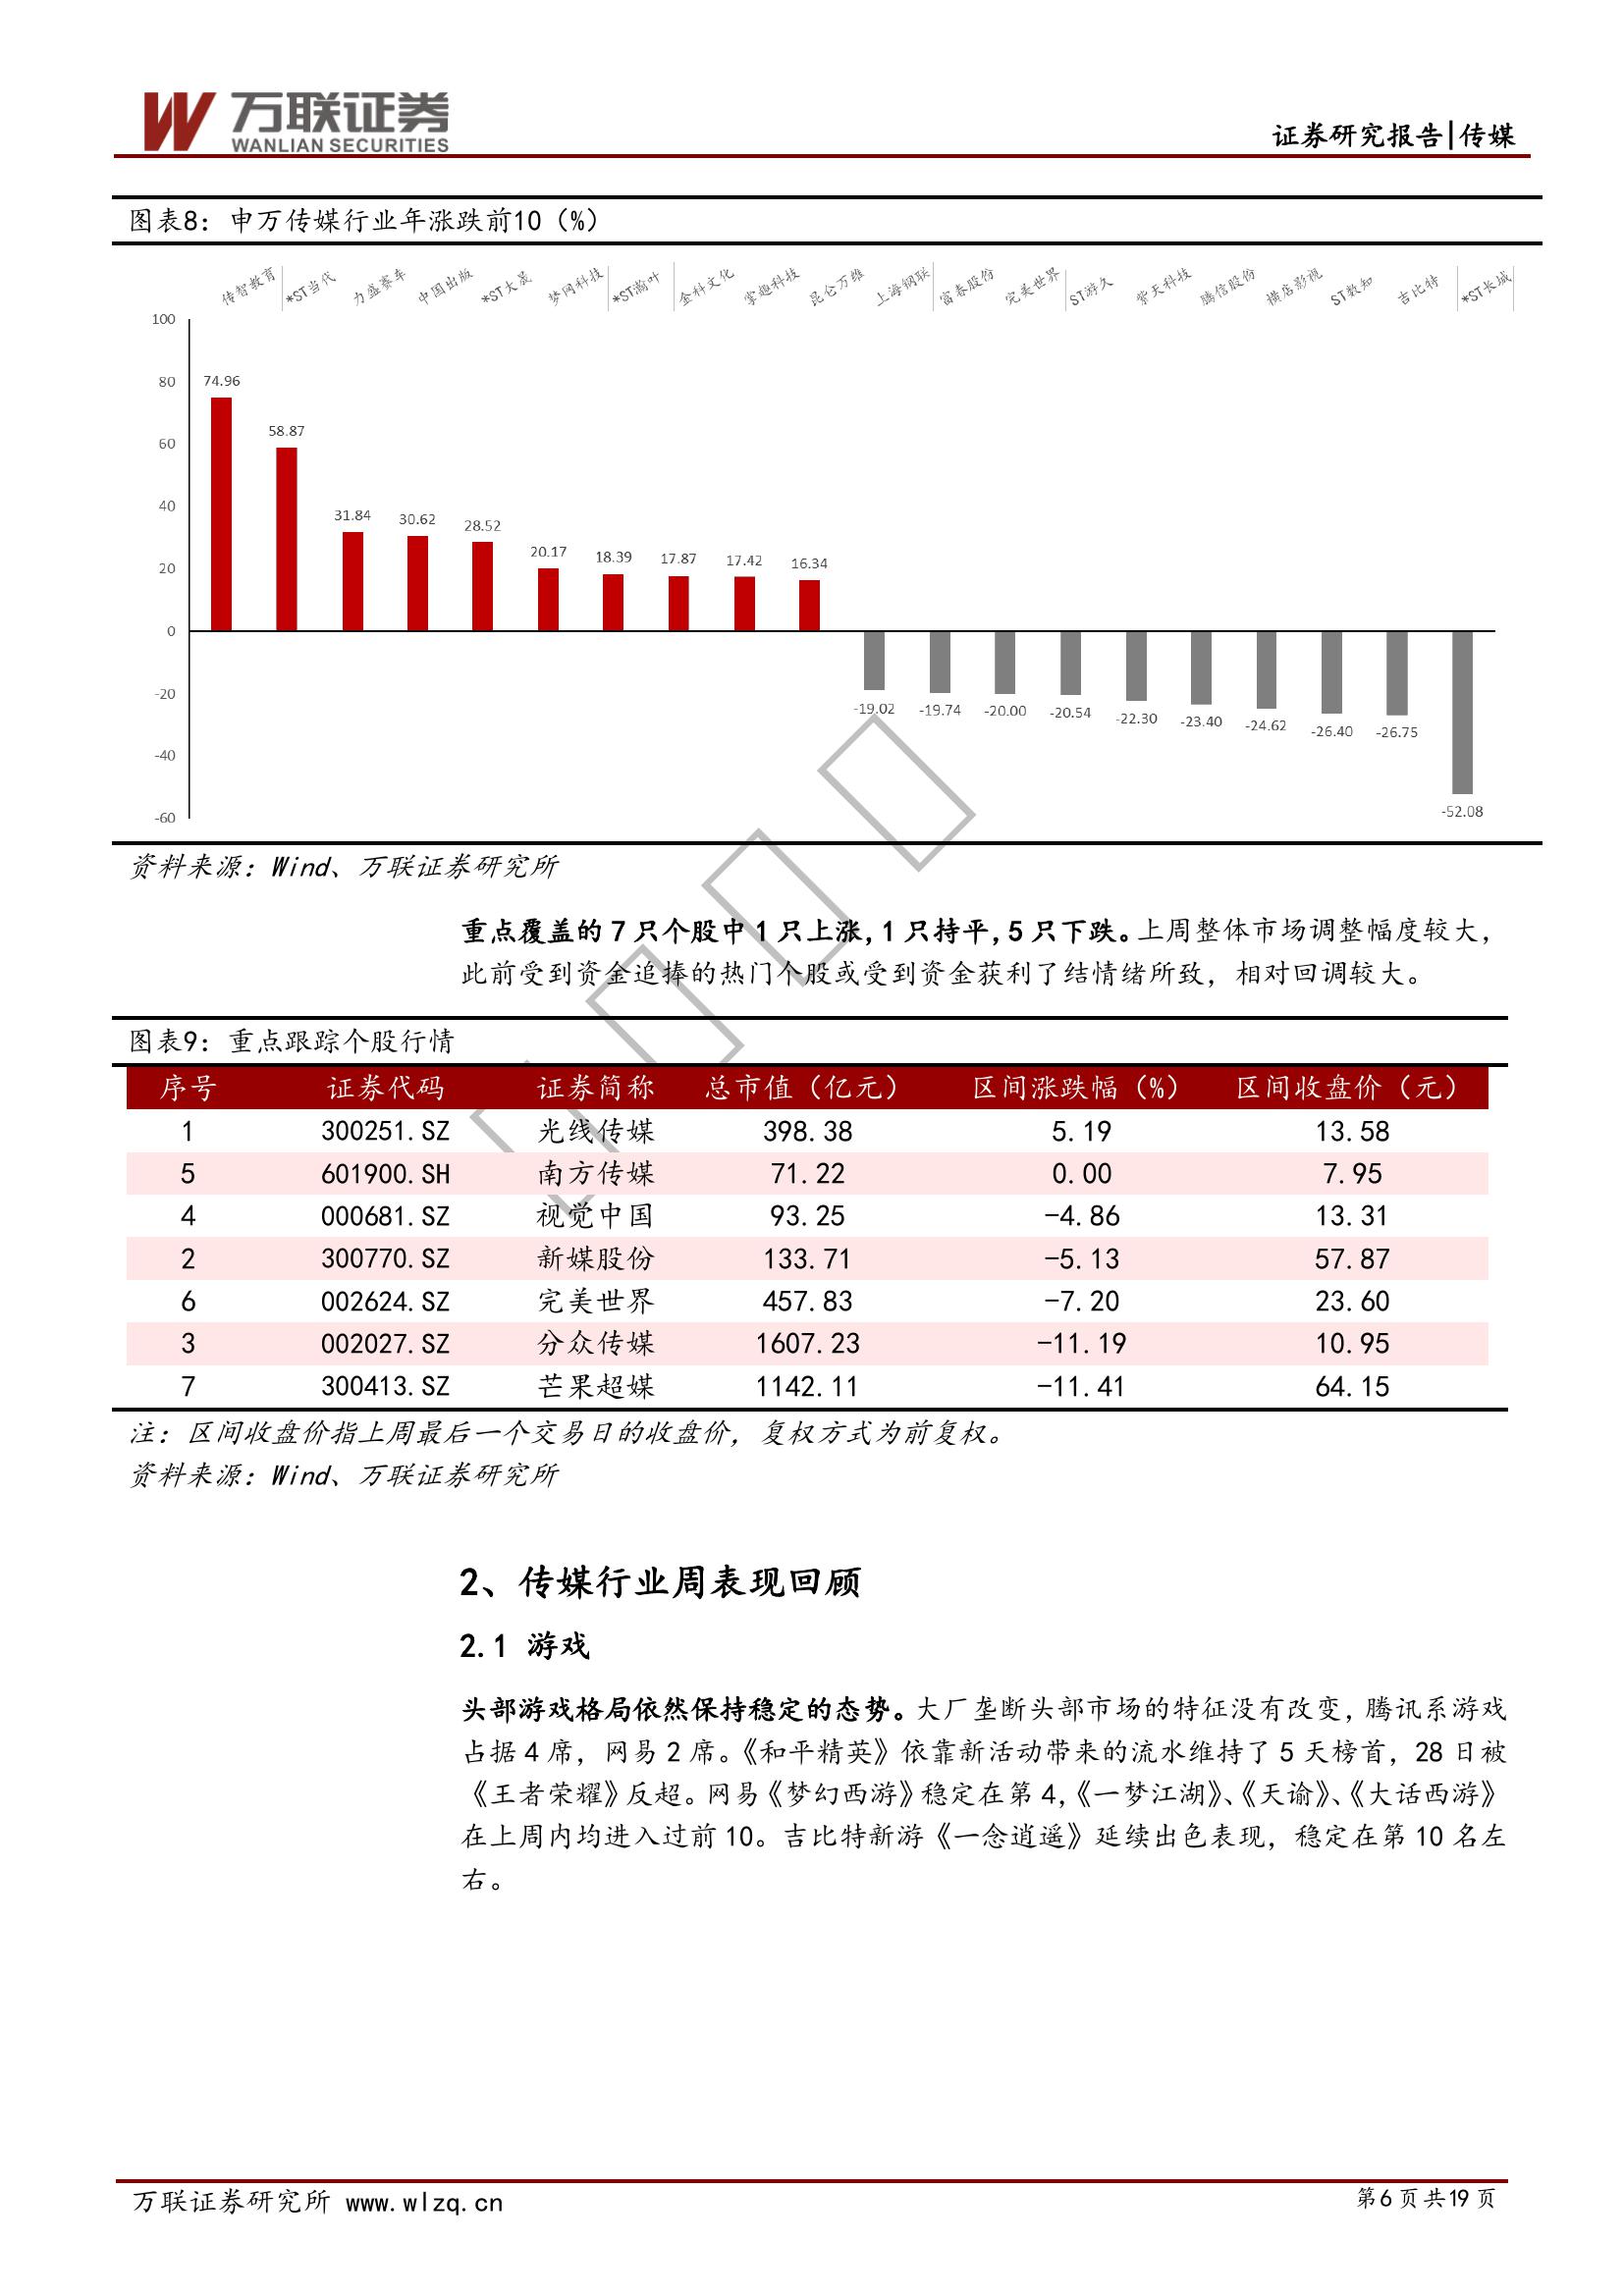 万联证券
WANLIAN SECURITIES
证券研究报告|传媒
图表8：申万传媒行业年涨跌前10（%）
传智教育 *ST当代 力盛赛车 中国出版 *ST大晟 梦网科技 *ST瀚叶 金科文化 掌趣科技 昆仑万维 上海钢联 富春股份 完美世界 ST游久 紫天科技 腾信股份 横店影视 ST数知 吉比特 *ST长城
100
80
60
40
20
0
-20
-40
-60
74.96 58.87 31.84 30.62 28.52 20.17 18.39 17.87 17.42 16.34
-19.02 -19.74 -20.00 -20.54 -22.30 -23.40 -24.62 -26.40 -26.75 -52.08
资料来源：Wind、万联证券研究所
重点覆盖的 7 只个股中 1 只上涨，1 只持平，5 只下跌。上周整体市场调整幅度较大，
此前受到资金追捧的热门个股或受到资金获利了结情绪所致，相对回调较大。
图表9：重点跟踪个股行情
序号 证券代码 证券简称 总市值（亿元） 区间涨跌幅（%） 区间收盘价（元）
1 300251.SZ 光线传媒 398.38 5.19 13.58
5 601900.SH 南方传媒 71.22 0.00 7.95
4 000681.SZ 视觉中国 93.25 -4.86 13.31
2 300770.SZ 新媒股份 133.71 -5.13 57.87
6 002624.SZ 完美世界 457.83 -7.20 23.60
3 002027.SZ 分众传媒 1607.23 -11.19 10.95
7 300413.SZ 芒果超媒 1142.11 -11.41 64.15
注：区间收盘价指上周最后一个交易日的收盘价，复权方式为前复权。
资料来源：Wind、万联证券研究所
2、传媒行业周表现回顾
2.1 游戏
头部游戏格局依然保持稳定的态势。大厂垄断头部市场的特征没有改变，腾讯系游戏
占据 4 席，网易 2 席。《和平精英》依靠新活动带来的流水维持了 5 天榜首，28 日被
《王者荣耀》反超。网易《梦幻西游》稳定在第 4，《一梦江湖》、《天谕》、《大话西游》
在上周内均进入过前 10。吉比特新游《一念逍遥》延续出色表现，稳定在第 10 名左
右。
万联证券研究所 www.wlzq.cn
第 6 页 共 19 页